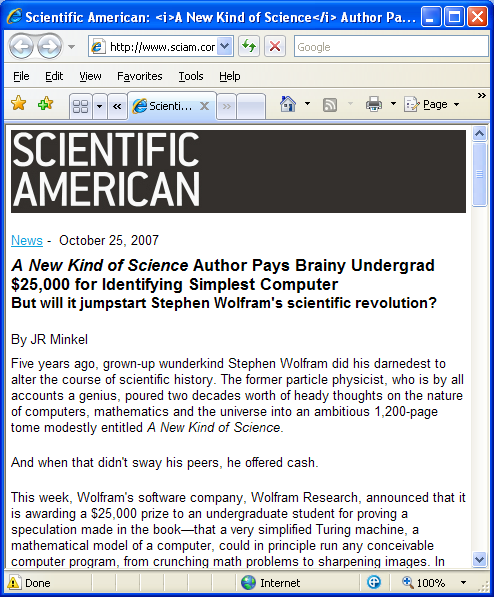 Scientific American: <i>A New Kind of Science</i> Author Pa...
http://www.sciam.cor
Google
File Edit View Favorites Tools Help
Scienti... Page
SCIENTIFIC
AMERICAN
News - October 25, 2007
A New Kind of Science Author Pays Brainy Undergrad
$25,000 for Identifying Simplest Computer
But will it jumpstart Stephen Wolfram's scientific revolution?
By JR Minkel
Five years ago, grown-up wunderkind Stephen Wolfram did his darnedest to
alter the course of scientific history. The former particle physicist, who is by all
accounts a genius, poured two decades worth of heady thoughts on the nature
of computers, mathematics and the universe into an ambitious 1,200-page
tome modestly entitled A New Kind of Science.
And when that didn't sway his peers, he offered cash.
This week, Wolfram's software company, Wolfram Research, announced that it
is awarding a $25,000 prize to an undergraduate student for proving a
speculation made in the book—that a very simplified Turing machine, a
mathematical model of a computer, could in principle run any conceivable
computer program, from crunching math problems to sharpening images. In
Done Internet 100%